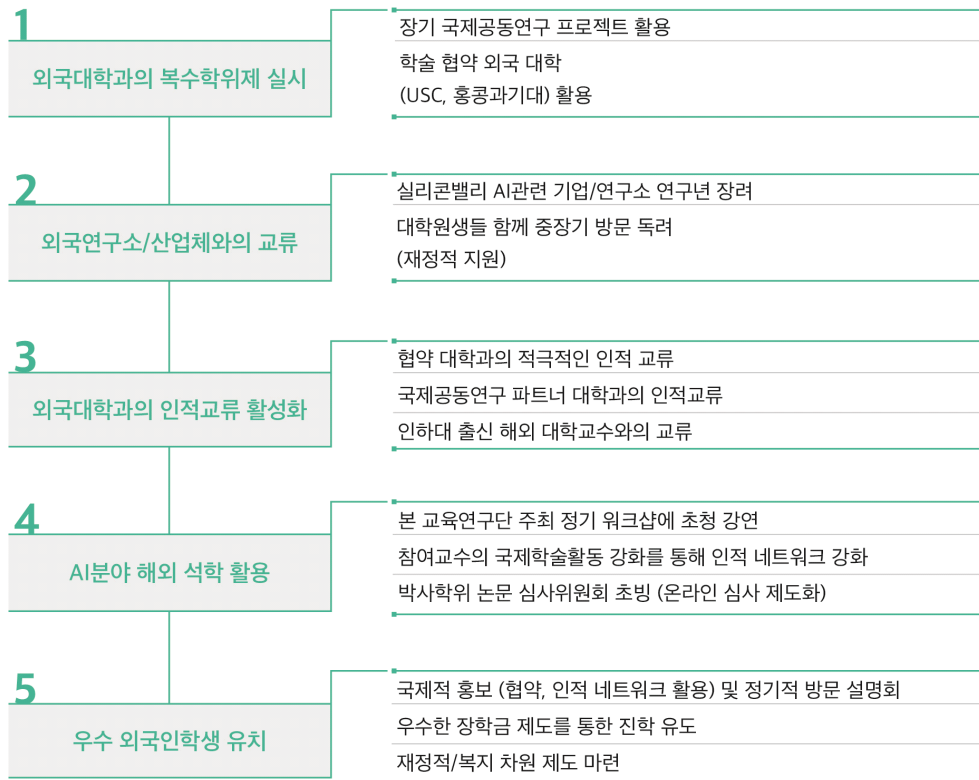 1
외국대학과의 복수학위제 실시
장기 국제공동연구 프로젝트 활용
학술 협약 외국 대학
(USC, 홍콩과기대) 활용
2
외국연구소/산업체와의 교류
실리콘밸리 AI관련 기업/연구소 연구년 장려
대학원생들 함께 중장기 방문 독려
(재정적 지원)
3
외국대학과의 인적교류 활성화
협약 대학과의 적극적인 인적 교류
국제공동연구 파트너 대학과의 인적교류
인하대 출신 해외 대학교수와의 교류
4
AI분야 해외 석학 활용
본 교육연구단 주최 정기 워크샵에 초청 강연
참여교수의 국제학술활동 강화를 통해 인적 네트워크 강화
박사학위 논문 심사위원회 초빙 (온라인 심사 제도화)
5
우수 외국인학생 유치
국제적 홍보 (협약, 인적 네트워크 활용) 및 정기적 방문 설명회
우수한 장학금 제도를 통한 진학 유도
재정적/복지 차원 제도 마련